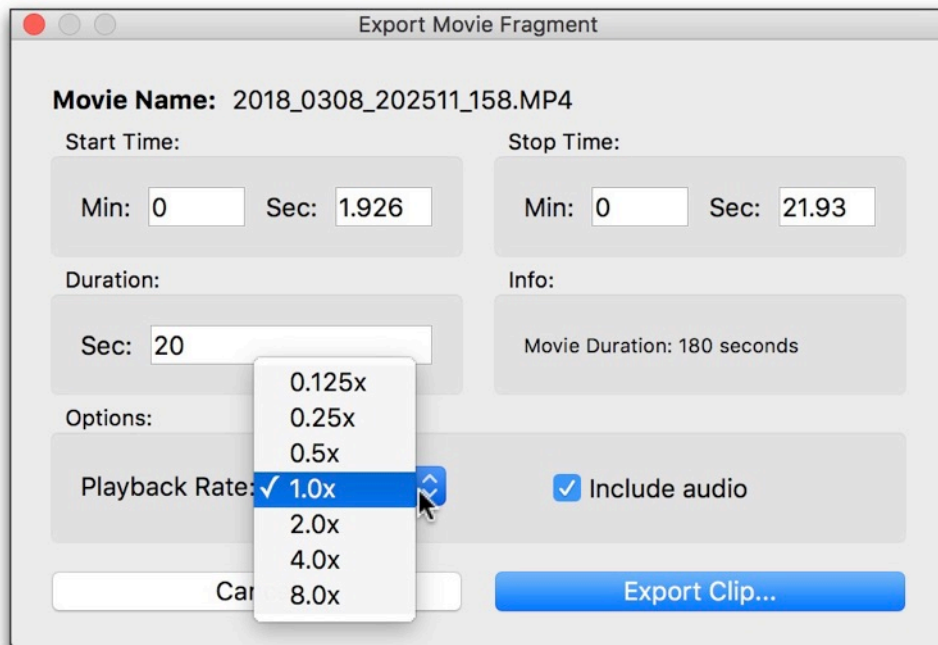 Export Movie Fragment
Movie Name: 2018_0308_202511_158.MP4
Start Time:
Stop Time:
Min: 0 Sec: 1.926
Min: 0 Sec: 21.93
Duration:
Info:
Sec: 20
Movie Duration: 180 seconds
0.125x
Options:
0.25x
0.5x
Playback Rate: ✓ 1.0x
Include audio
2.0x
4.0x
8.0x
Export Clip...